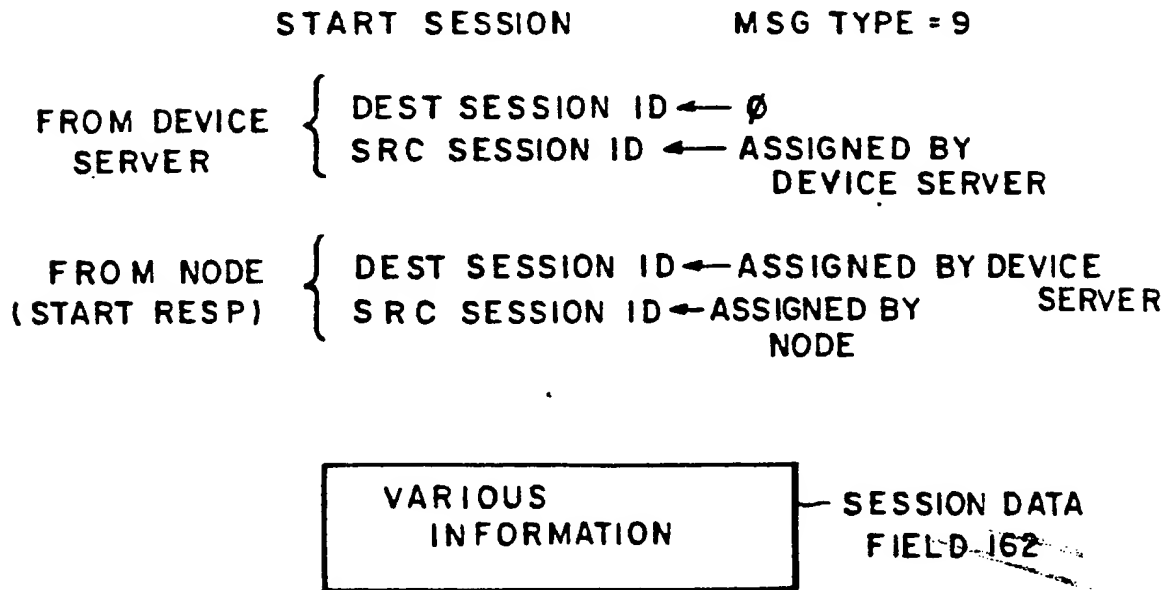 START SESSION MSG TYPE = 9
FROM DEVICE SERVER
DEST SESSION ID ← ∅
SRC SESSION ID ← ASSIGNED BY DEVICE SERVER
FROM NODE (START RESP)
DEST SESSION ID ← ASSIGNED BY DEVICE SERVER
SRC SESSION ID ← ASSIGNED BY NODE
VARIOUS
INFORMATION
SESSION DATA
FIELD 162